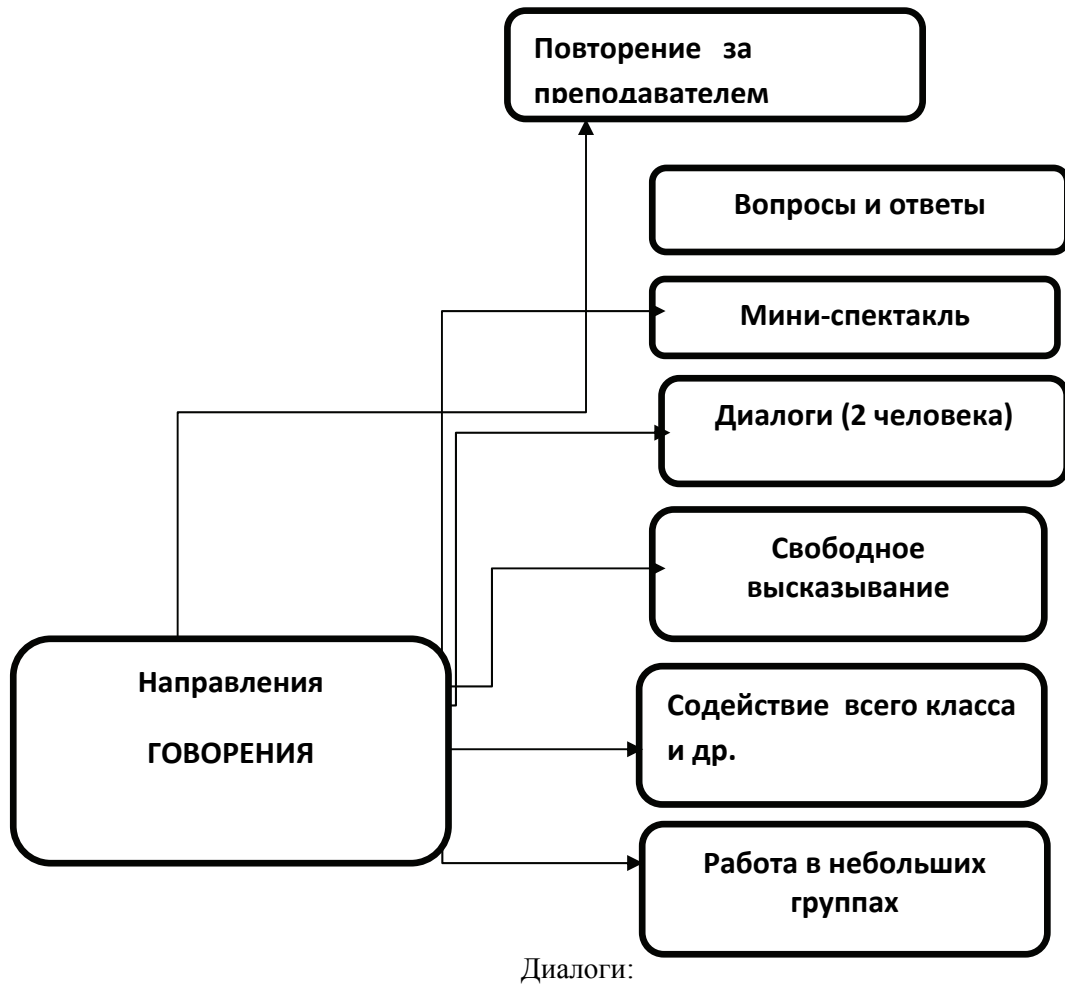 Повторение за
преподавателем
Вопросы и ответы
Мини-спектакль
Диалоги (2 человека)
Свободное
высказывание
Направления
ГОВОРЕНИЯ
Содействие всего класса
и др.
Работа в небольших
группах
Диалоги: